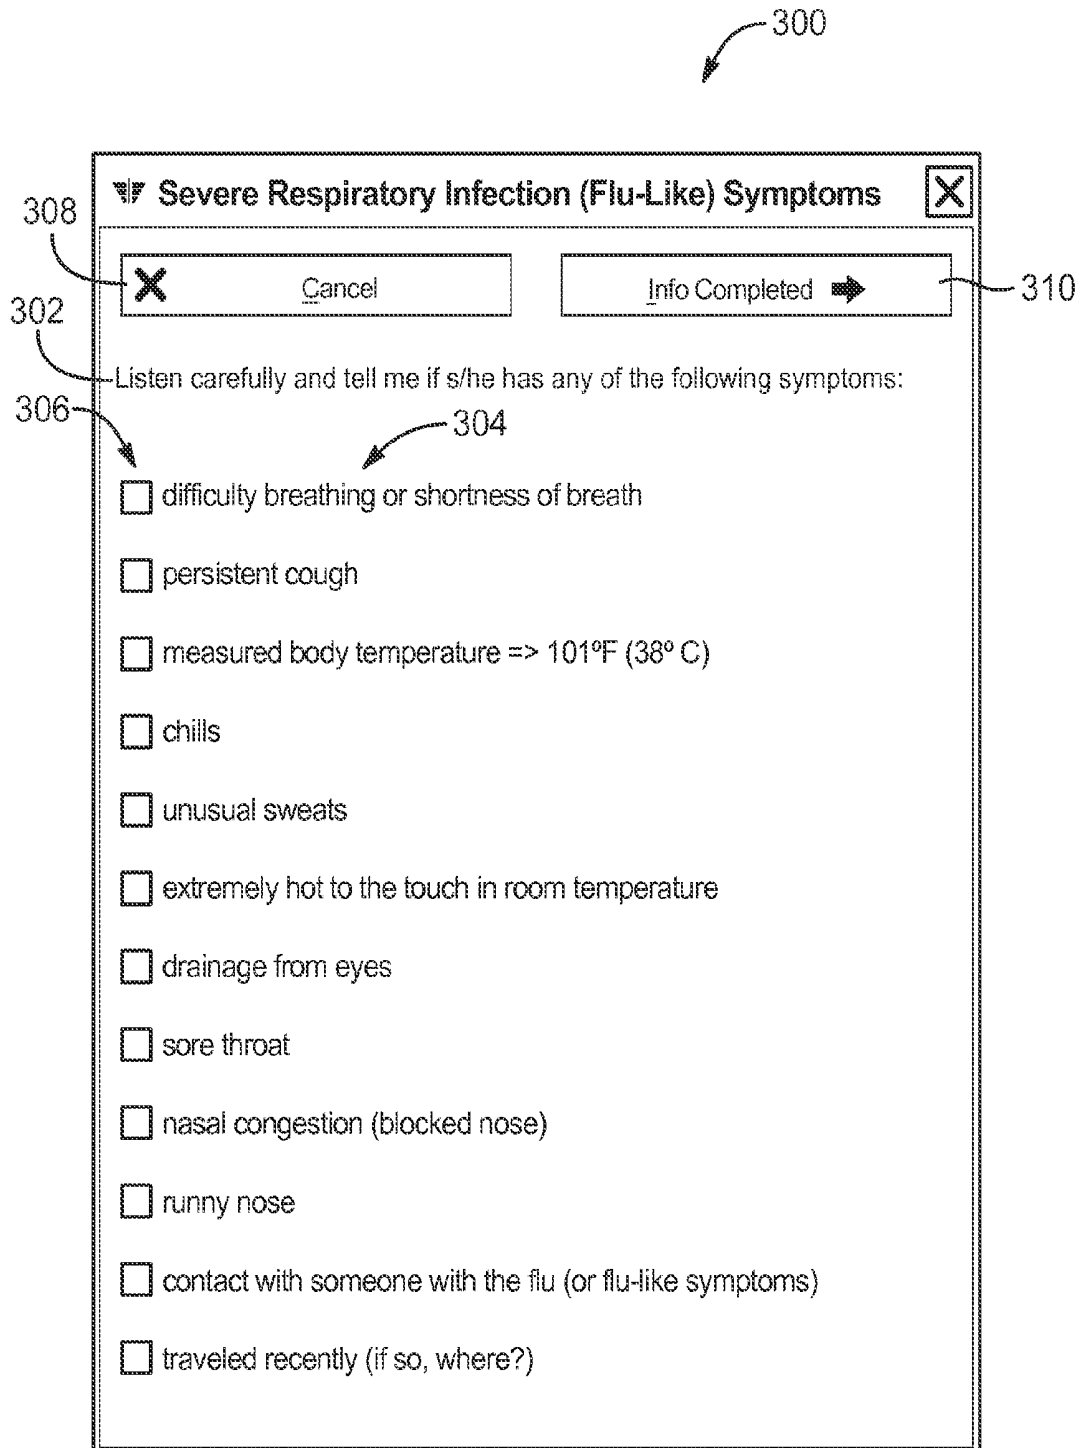 300
Severe Respiratory Infection (Flu-Like) Symptoms
308
Cancel
Info Completed
310
302
Listen carefully and tell me if s/he has any of the following symptoms:
306
304
difficulty breathing or shortness of breath
persistent cough
measured body temperature => 101ºF (38º C)
chills
unusual sweats
extremely hot to the touch in room temperature
drainage from eyes
sore throat
nasal congestion (blocked nose)
runny nose
contact with someone with the flu (or flu-like symptoms)
traveled recently (if so, where?)